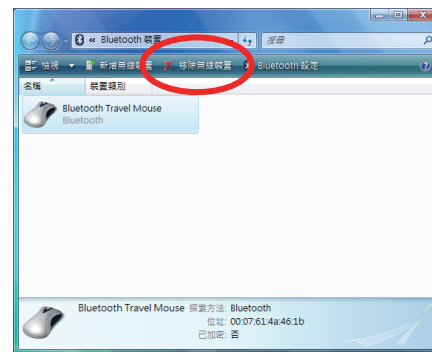 « Bluetooth 裝置
搜尋
檢視 新增無線裝置 移除無線裝置 Bluetooth 設定
名稱 裝置類別
Bluetooth Travel Mouse
Bluetooth
Bluetooth Travel Mouse 探索方法: Bluetooth
位址: 00:07:61:4a:46:1b
已加密: 否